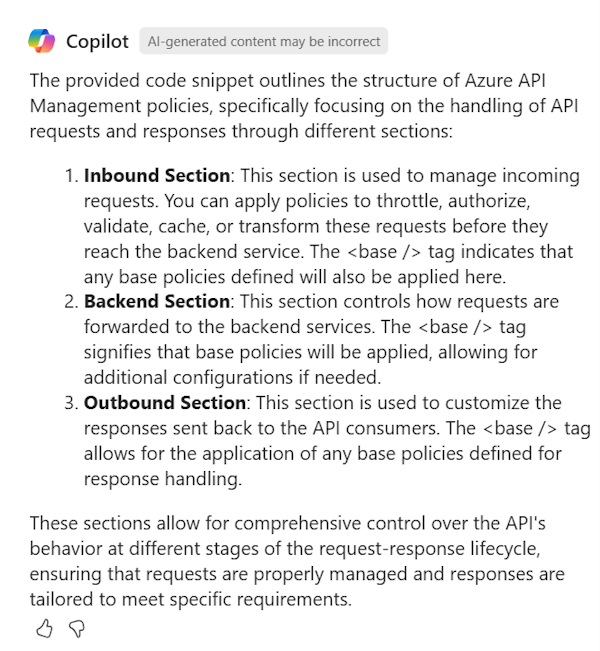 Copilot AI-generated content may be incorrect
The provided code snippet outlines the structure of Azure API
Management policies, specifically focusing on the handling of API
requests and responses through different sections:
1. Inbound Section: This section is used to manage incoming
requests. You can apply policies to throttle, authorize,
validate, cache, or transform these requests before they
reach the backend service. The <base /> tag indicates that
any base policies defined will also be applied here.
2. Backend Section: This section controls how requests are
forwarded to the backend services. The <base /> tag
signifies that base policies will be applied, allowing for
additional configurations if needed.
3. Outbound Section: This section is used to customize the
responses sent back to the API consumers. The <base /> tag
allows for the application of any base policies defined for
response handling.
These sections allow for comprehensive control over the API's
behavior at different stages of the request-response lifecycle,
ensuring that requests are properly managed and responses are
tailored to meet specific requirements.